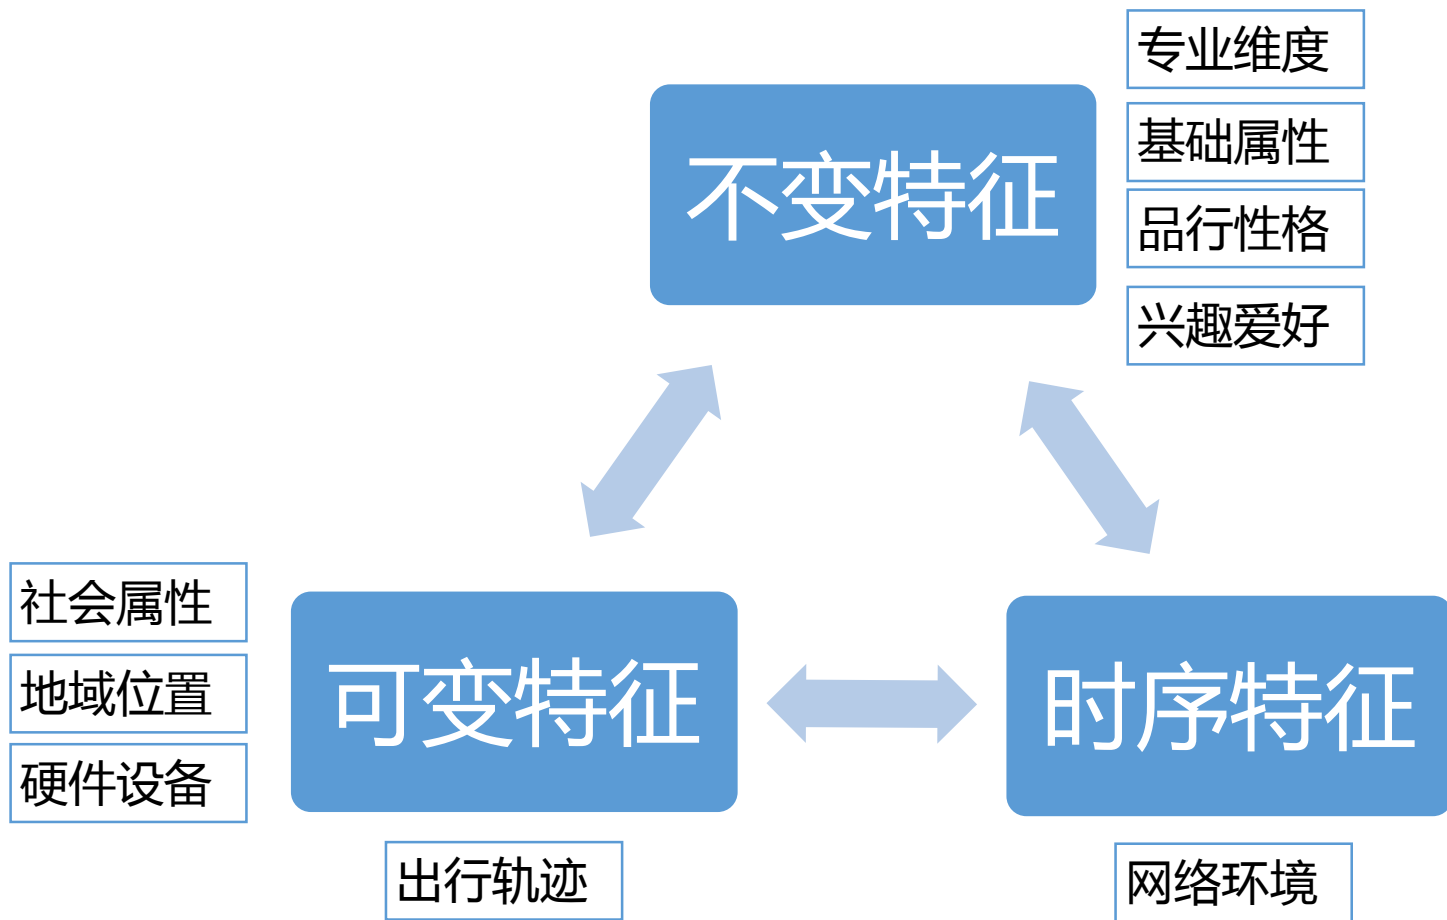 专业维度
基础属性
品行性格
兴趣爱好
不变特征
社会属性
地域位置
硬件设备
可变特征
出行轨迹
时序特征
网络环境